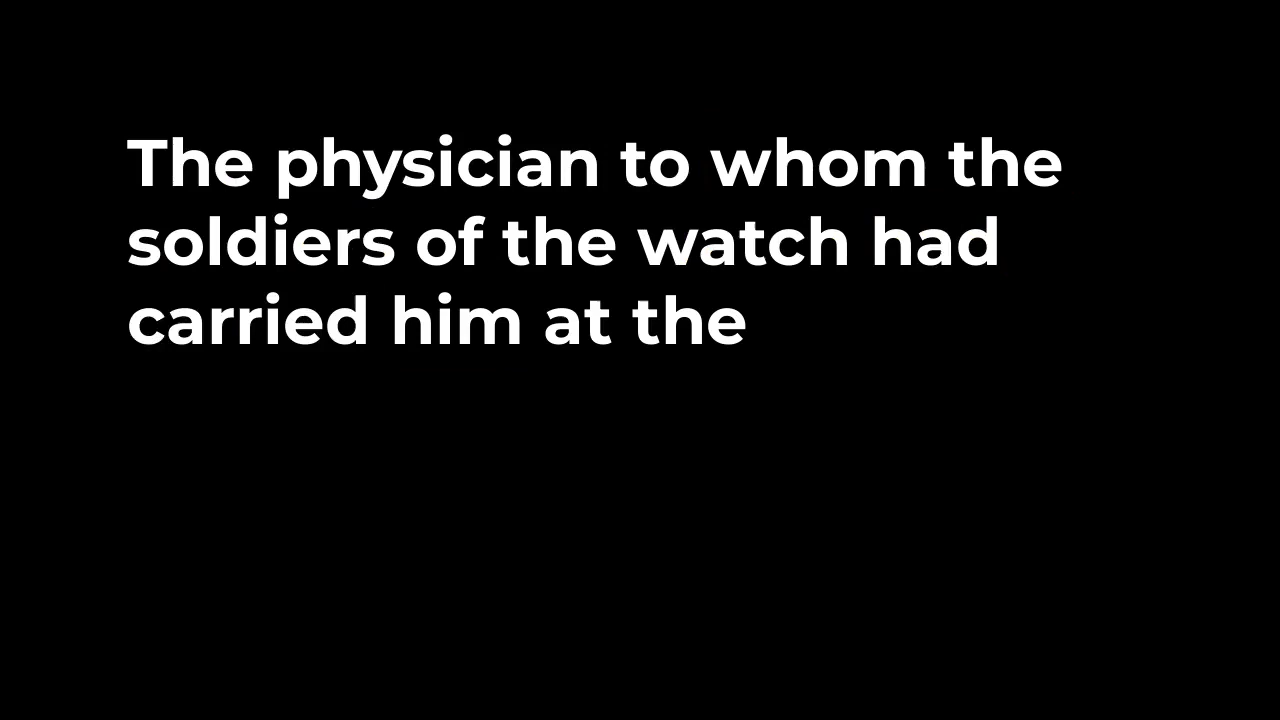 The physician to whom the
soldiers of the watch had
carried him at the